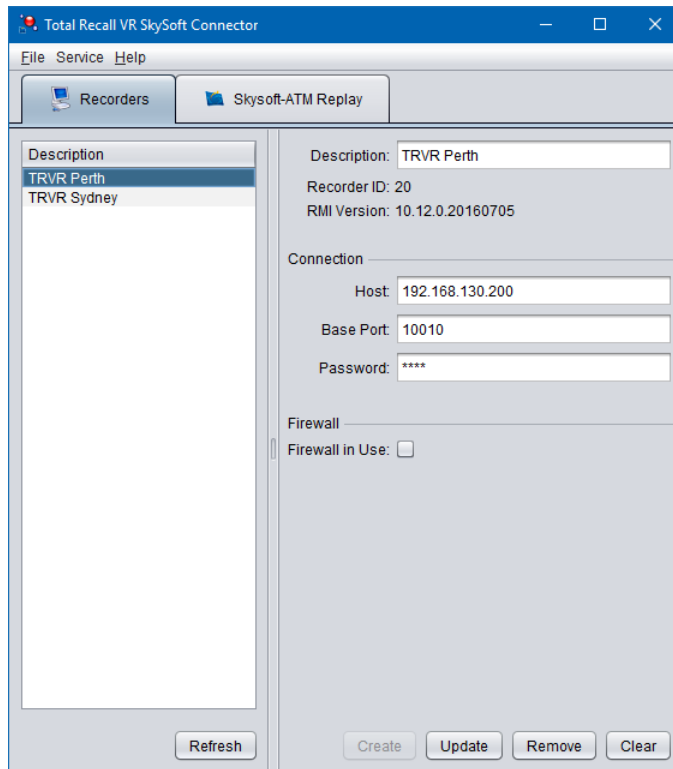 Total Recall VR SkySoft Connector
File Service Help
Recorders
Skysoft-ATM Replay
Description
TRVR Perth
TRVR Sydney
Refresh
Description: TRVR Perth
Recorder ID: 20
RMI Version: 10.12.0.20160705
Connection
Host: 192.168.130.200
Base Port: 10010
Password: ****
Firewall
Firewall in Use:
Create Update Remove Clear